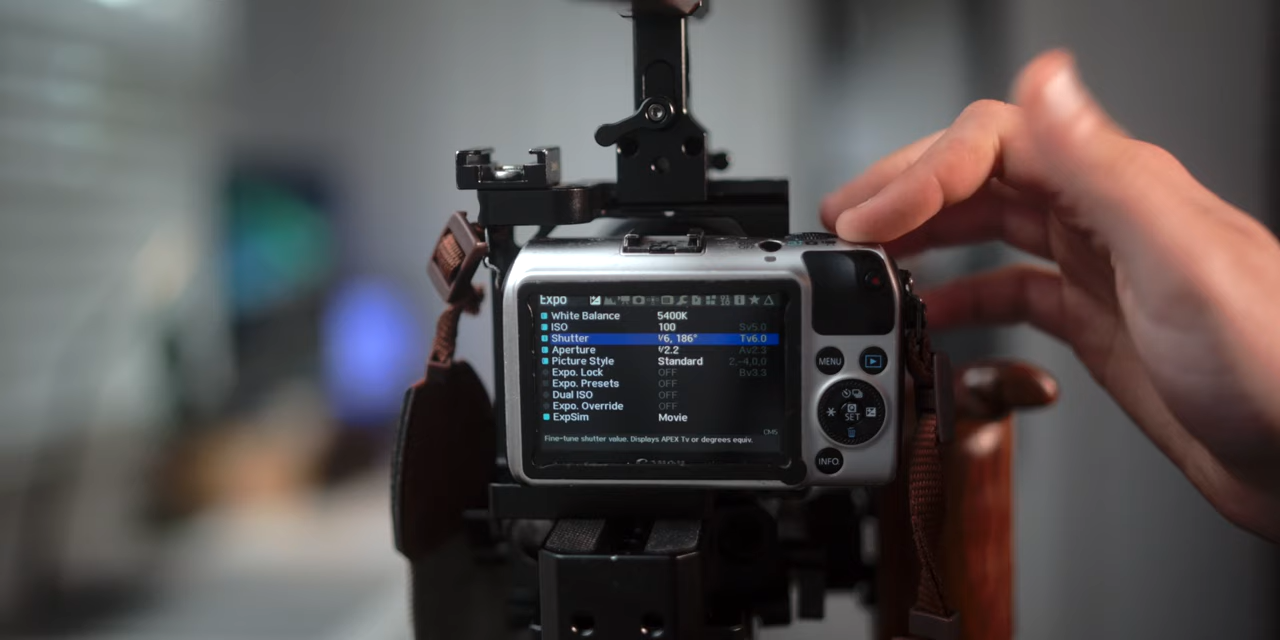 Expo
White Balance 5400K
ISO 100 Sv5.0
Shutter 1/6, 186° Tv6.0
Aperture f/2.2 Av2.3
Picture Style Standard 2,-4,0,0
Expo. Lock OFF Bv3.3
Expo. Presets OFF
Dual ISO OFF
Expo. Override OFF
ExpSim Movie
CMS
Fine-tune shutter value. Displays APEX Tv or degrees equiv.
MENU
SET
INFO